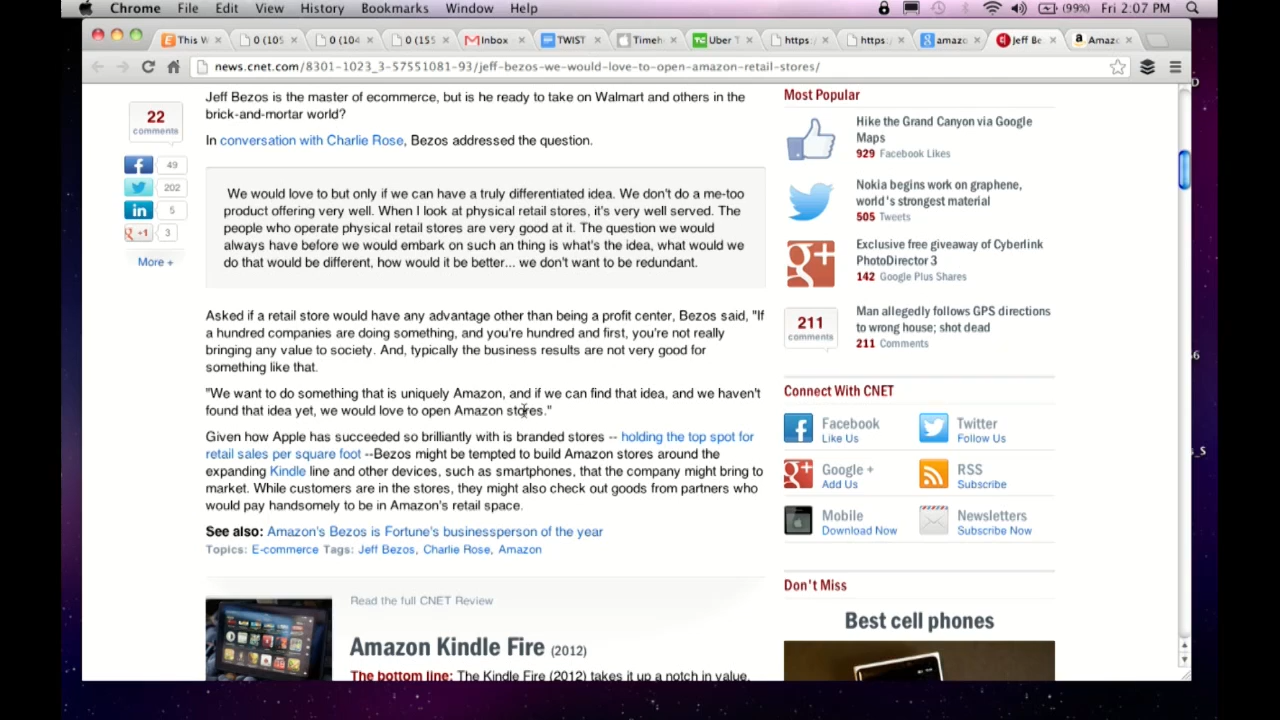 Chrome File Edit View History Bookmarks Window Help (99%) Fri 2:07 PM
This W 0 (105 0 (104 0 (155 Inbox TWIST Timeh Uber T https:/ https:/ amazo Jeff Be Amaz
news.cnet.com/8301-1023_3-57551081-93/jeff-bezos-we-would-love-to-open-amazon-retail-stores/
22
comments
49
202
5
+1 3
More +
Jeff Bezos is the master of ecommerce, but is he ready to take on Walmart and others in the
brick-and-mortar world?
In conversation with Charlie Rose, Bezos addressed the question.
We would love to but only if we can have a truly differentiated idea. We don't do a me-too
product offering very well. When I look at physical retail stores, it's very well served. The
people who operate physical retail stores are very good at it. The question we would
always have before we would embark on such an thing is what's the idea, what would we
do that would be different, how would it be better... we don't want to be redundant.
Asked if a retail store would have any advantage other than being a profit center, Bezos said, "If
a hundred companies are doing something, and you're hundred and first, you're not really
bringing any value to society. And, typically the business results are not very good for
something like that.
"We want to do something that is uniquely Amazon, and if we can find that idea, and we haven't
found that idea yet, we would love to open Amazon stores."
Given how Apple has succeeded so brilliantly with is branded stores -- holding the top spot for
retail sales per square foot --Bezos might be tempted to build Amazon stores around the
expanding Kindle line and other devices, such as smartphones, that the company might bring to
market. While customers are in the stores, they might also check out goods from partners who
would pay handsomely to be in Amazon's retail space.
See also: Amazon's Bezos is Fortune's businessperson of the year
Topics: E-commerce Tags: Jeff Bezos, Charlie Rose, Amazon
Read the full CNET Review
Amazon Kindle Fire (2012)
The bottom line: The Kindle Fire (2012) takes it up a notch in value,
Most Popular
Hike the Grand Canyon via Google
Maps
929 Facebook Likes
Nokia begins work on graphene,
world's strongest material
505 Tweets
Exclusive free giveaway of Cyberlink
PhotoDirector 3
142 Google Plus Shares
211
comments
Man allegedly follows GPS directions
to wrong house; shot dead
211 Comments
Connect With CNET
Facebook
Like Us
Twitter
Follow Us
Google +
Add Us
RSS
Subscribe
Mobile
Download Now
Newsletters
Subscribe Now
Don't Miss
Best cell phones